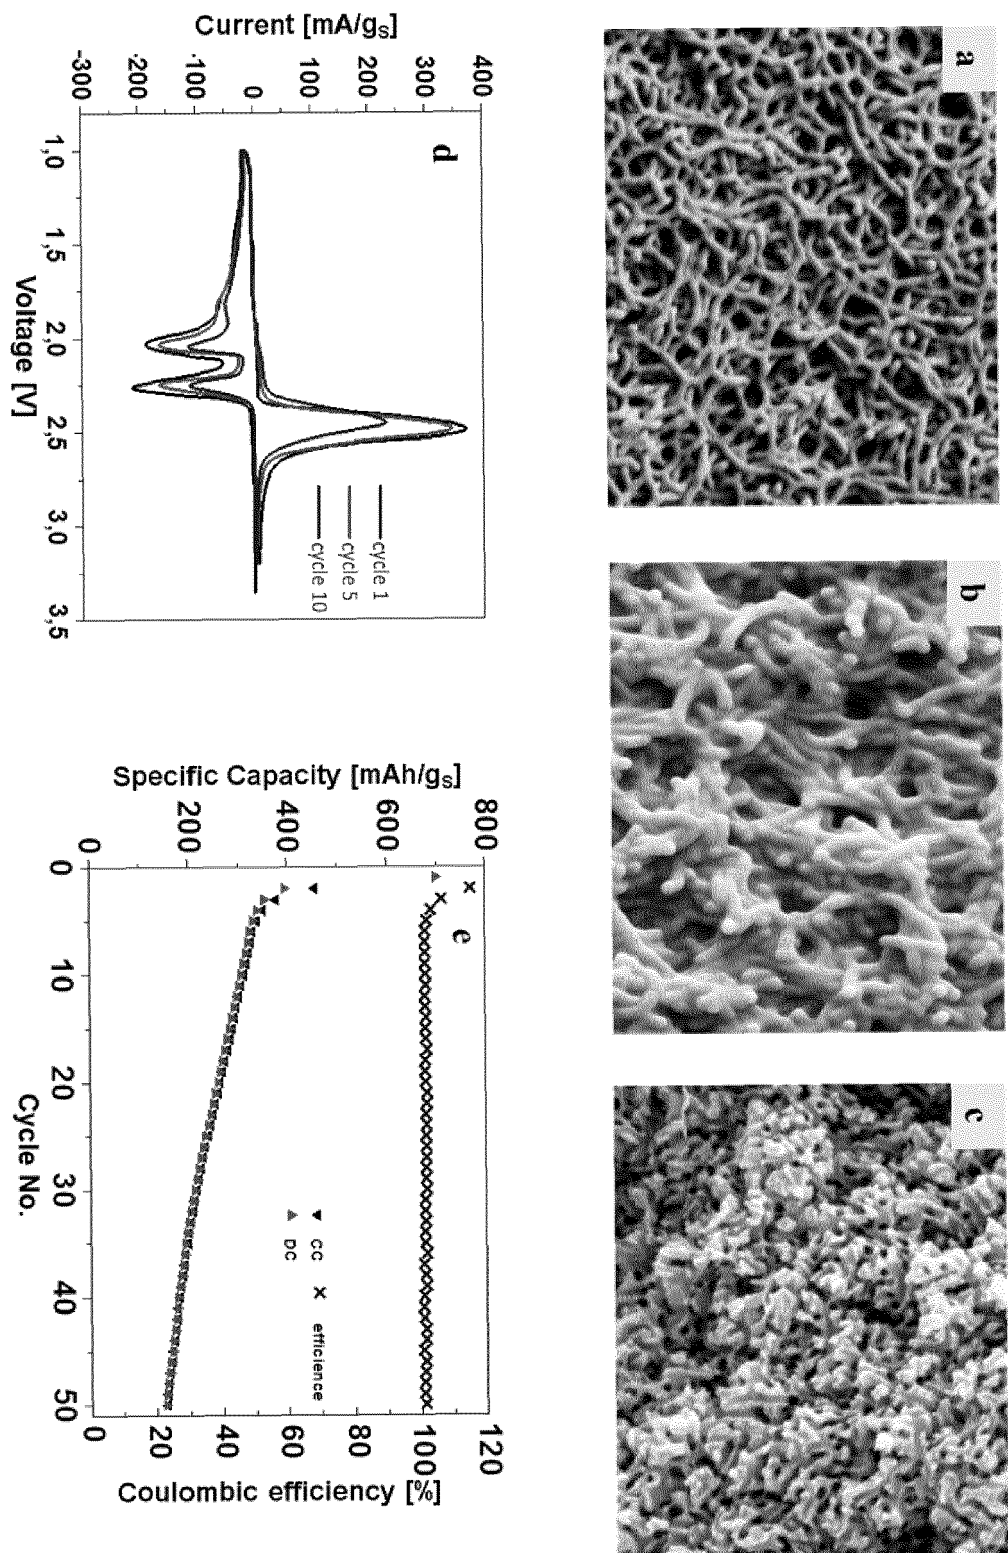 a
b
c
d
Current [mA/gS]
400
300
200
100
0
-100
-200
-300
cycle 1
cycle 5
cycle 10
1,0
1,5
2,0
2,5
3,0
3,5
Voltage [V]
e
Specific Capacity [mAh/gS]
800
600
400
200
0
CC
DC
efficience
120
100
80
60
40
20
0
Coulombic efficiency [%]
0
10
20
30
40
50
Cycle No.